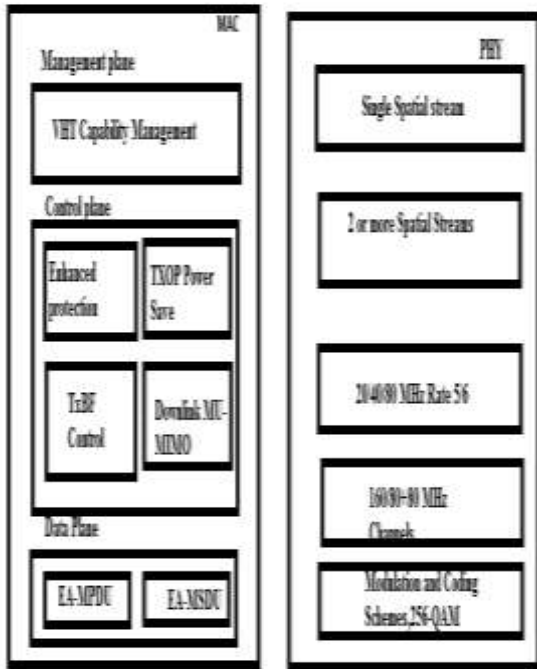 MAC
Management plane
VHT Capability Management
Control plane
Enhanced
protection
TXOP Power
Save
TxBF
Control
Downlink MU-
MIMO
Data Plane
EA-MPDU
EA-MSDU
PHY
Single Spatial stream
2 or more Spatial Streams
20/40/80 MHz Rate 5/6
160/80+80 MHz
Channels
Modulation and Coding
Schemes,256-QAM